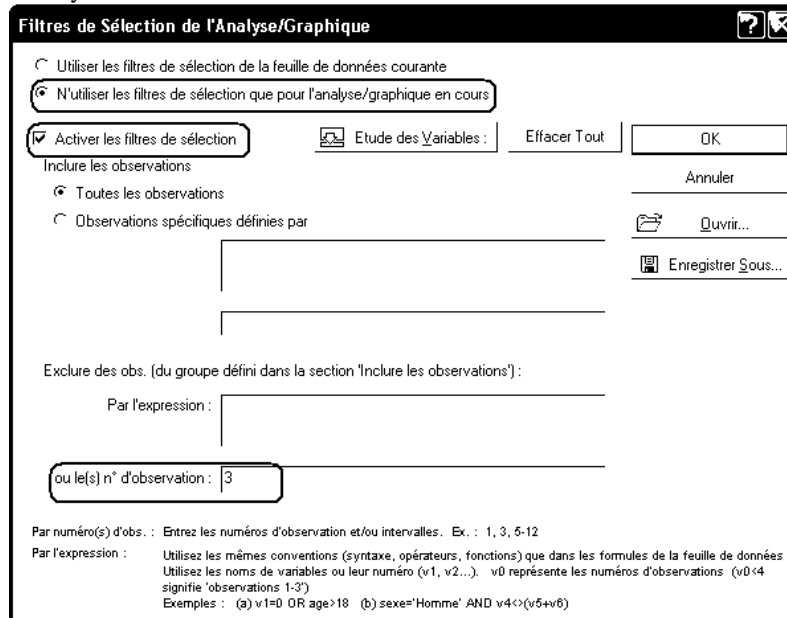 Filtres de Sélection de l'Analyse/Graphique
Utiliser les filtres de sélection de la feuille de données courante
N'utiliser les filtres de sélection que pour l'analyse/graphique en cours
Activer les filtres de sélection
Etude des Variables :
Effacer Tout
OK
Inclure les observations
Annuler
Toutes les observations
Observations spécifiques définies par
Ouvrir...
Enregistrer Sous...
Exclure des obs. (du groupe défini dans la section 'Inclure les observations') :
Par l'expression :
ou le(s) n° d'observation : 3
Par numéro(s) d'obs. : Entrez les numéros d'observation et/ou intervalles. Ex. : 1, 3, 5-12
Par l'expression : Utilisez les mêmes conventions (syntaxe, opérateurs, fonctions) que dans les formules de la feuille de données
Utilisez les noms de variables ou leur numéro (v1, v2...). v0 représente les numéros d'observations (v0<4
signifie 'observations 1-3')
Exemples : (a) v1=0 OR age>18 (b) sexe='Homme' AND v4<>(v5+v6)